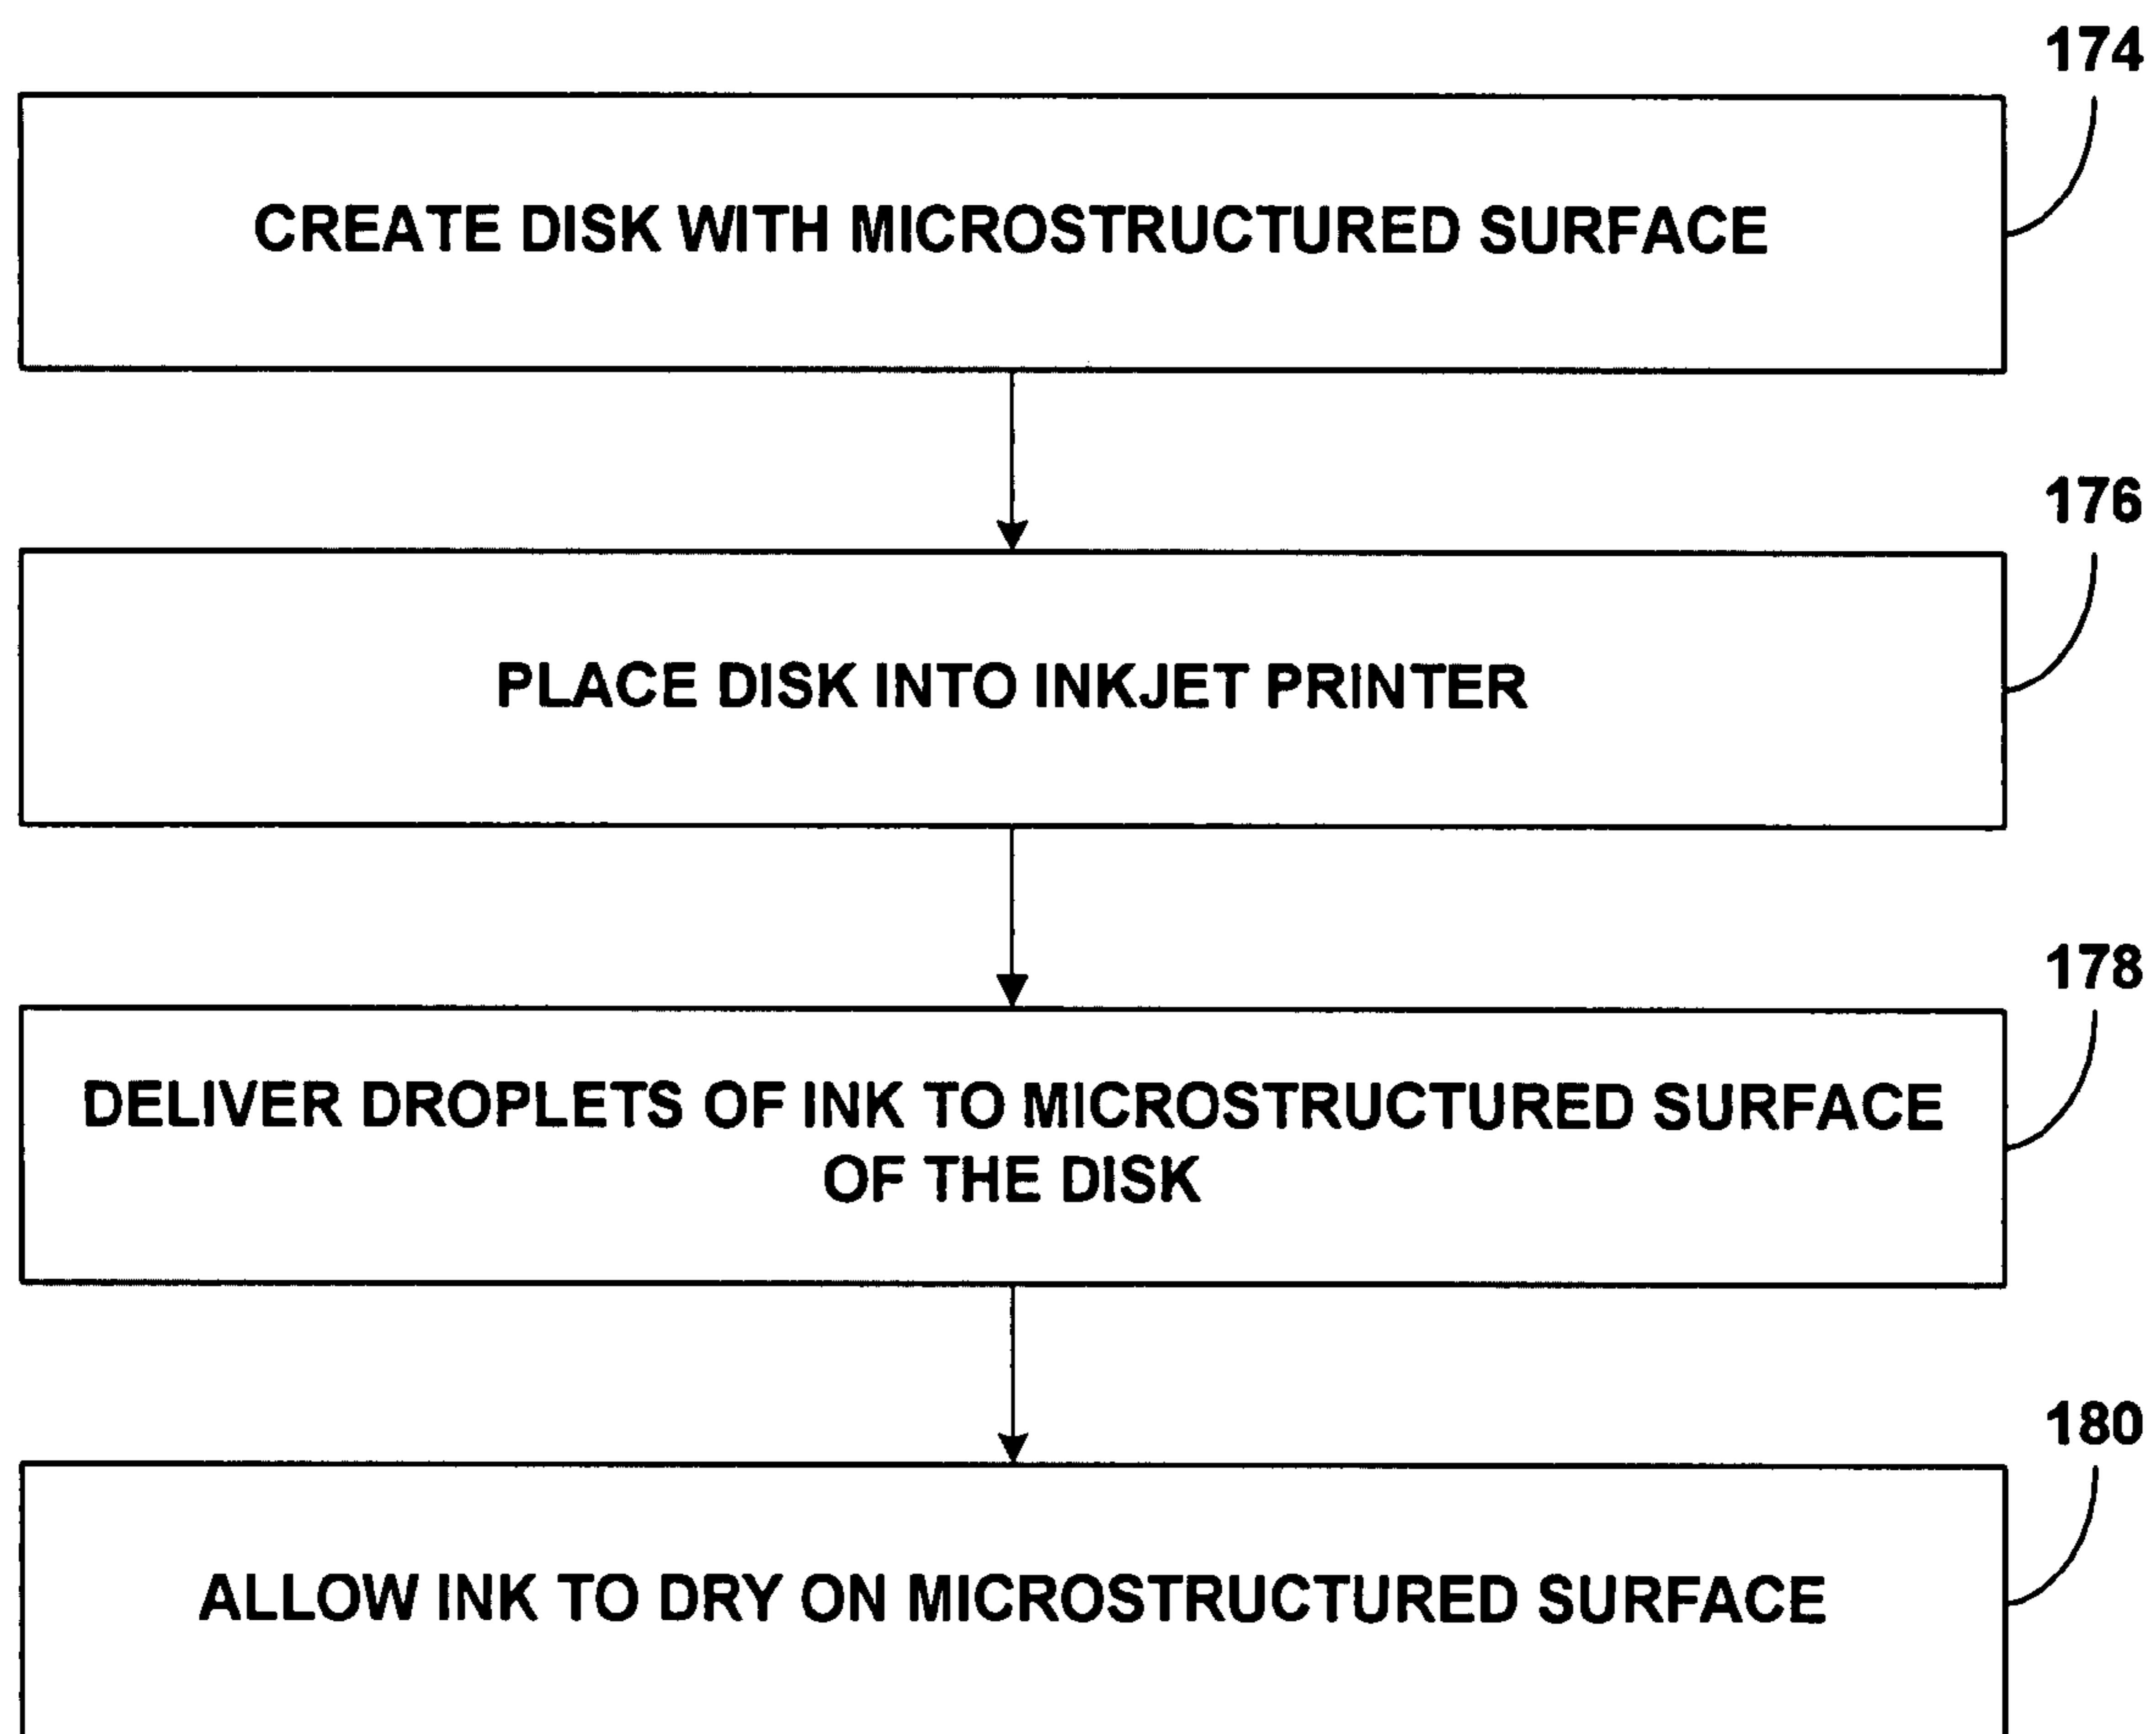 174
CREATE DISK WITH MICROSTRUCTURED SURFACE
176
PLACE DISK INTO INKJET PRINTER
178
DELIVER DROPLETS OF INK TO MICROSTRUCTURED SURFACE
OF THE DISK
180
ALLOW INK TO DRY ON MICROSTRUCTURED SURFACE